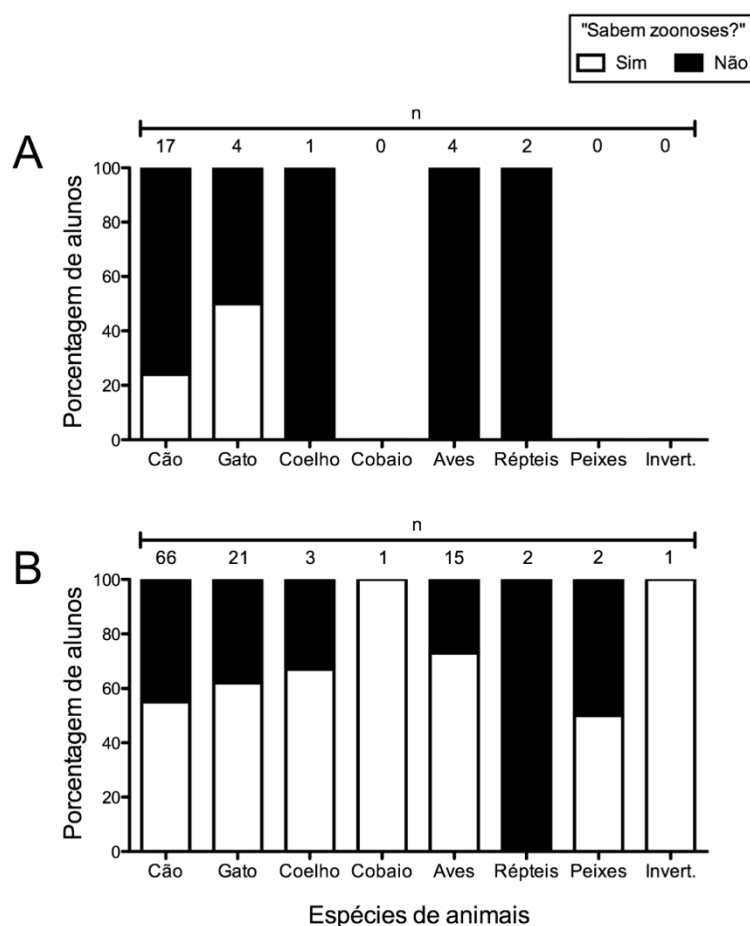 "Sabem zoonoses?"
Sim Não
A
n
17 4 1 0 4 2 0 0
Porcentagem de alunos
100
80
60
40
20
0
Cão Gato Coelho Cobaio Aves Répteis Peixes Invert.
B
n
66 21 3 1 15 2 2 1
Porcentagem de alunos
100
80
60
40
20
0
Cão Gato Coelho Cobaio Aves Répteis Peixes Invert.
Espécies de animais